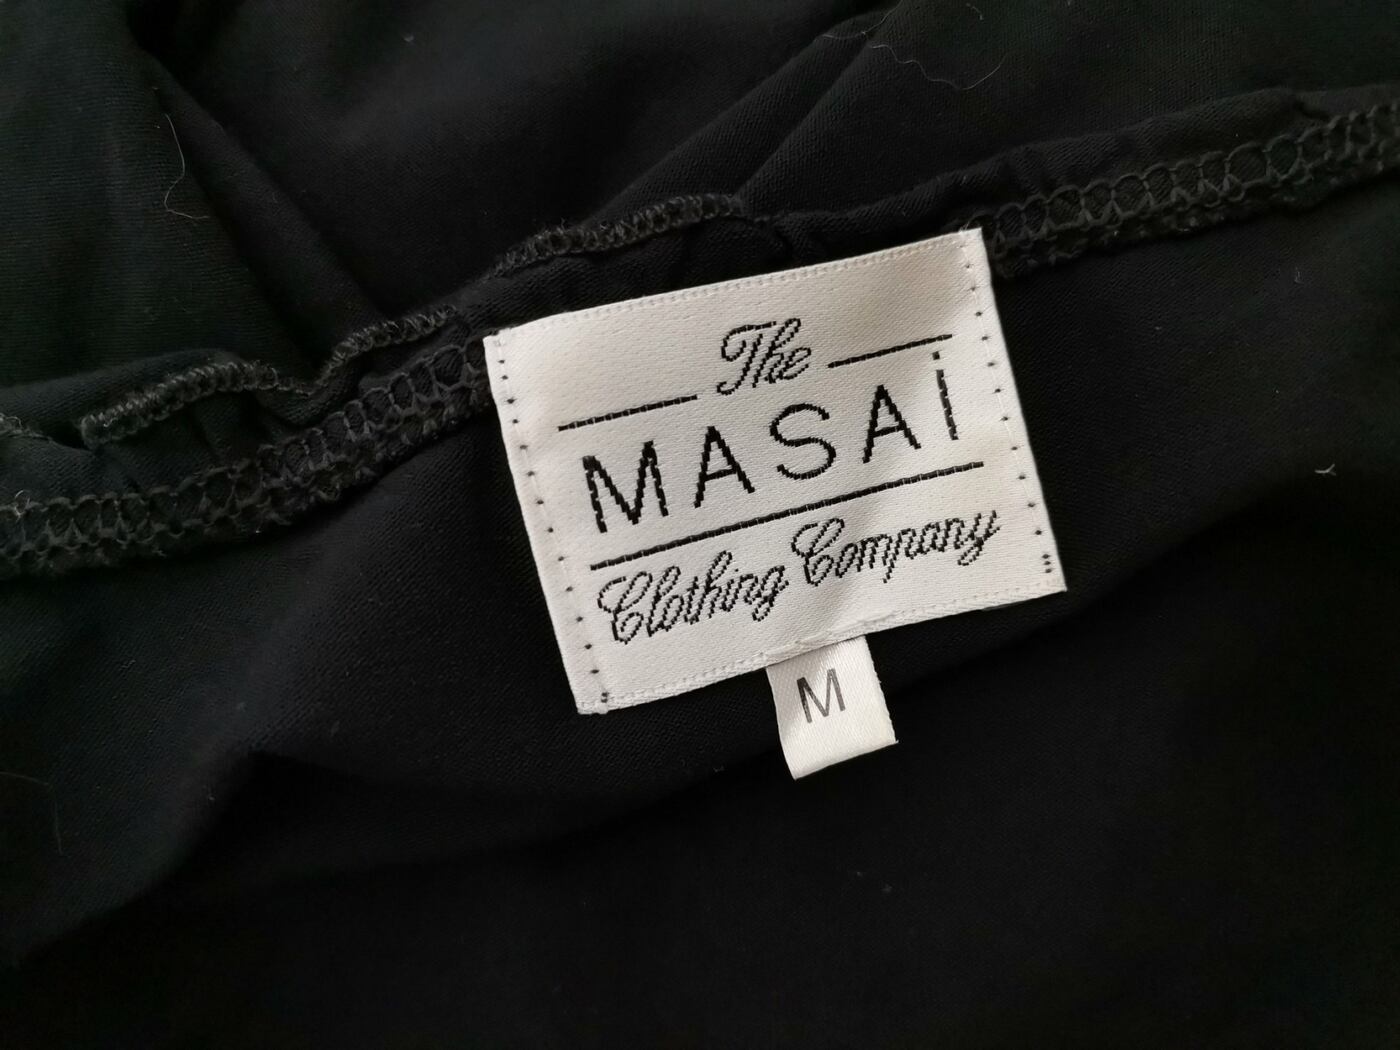 The
MASAI
Clothing Company
M